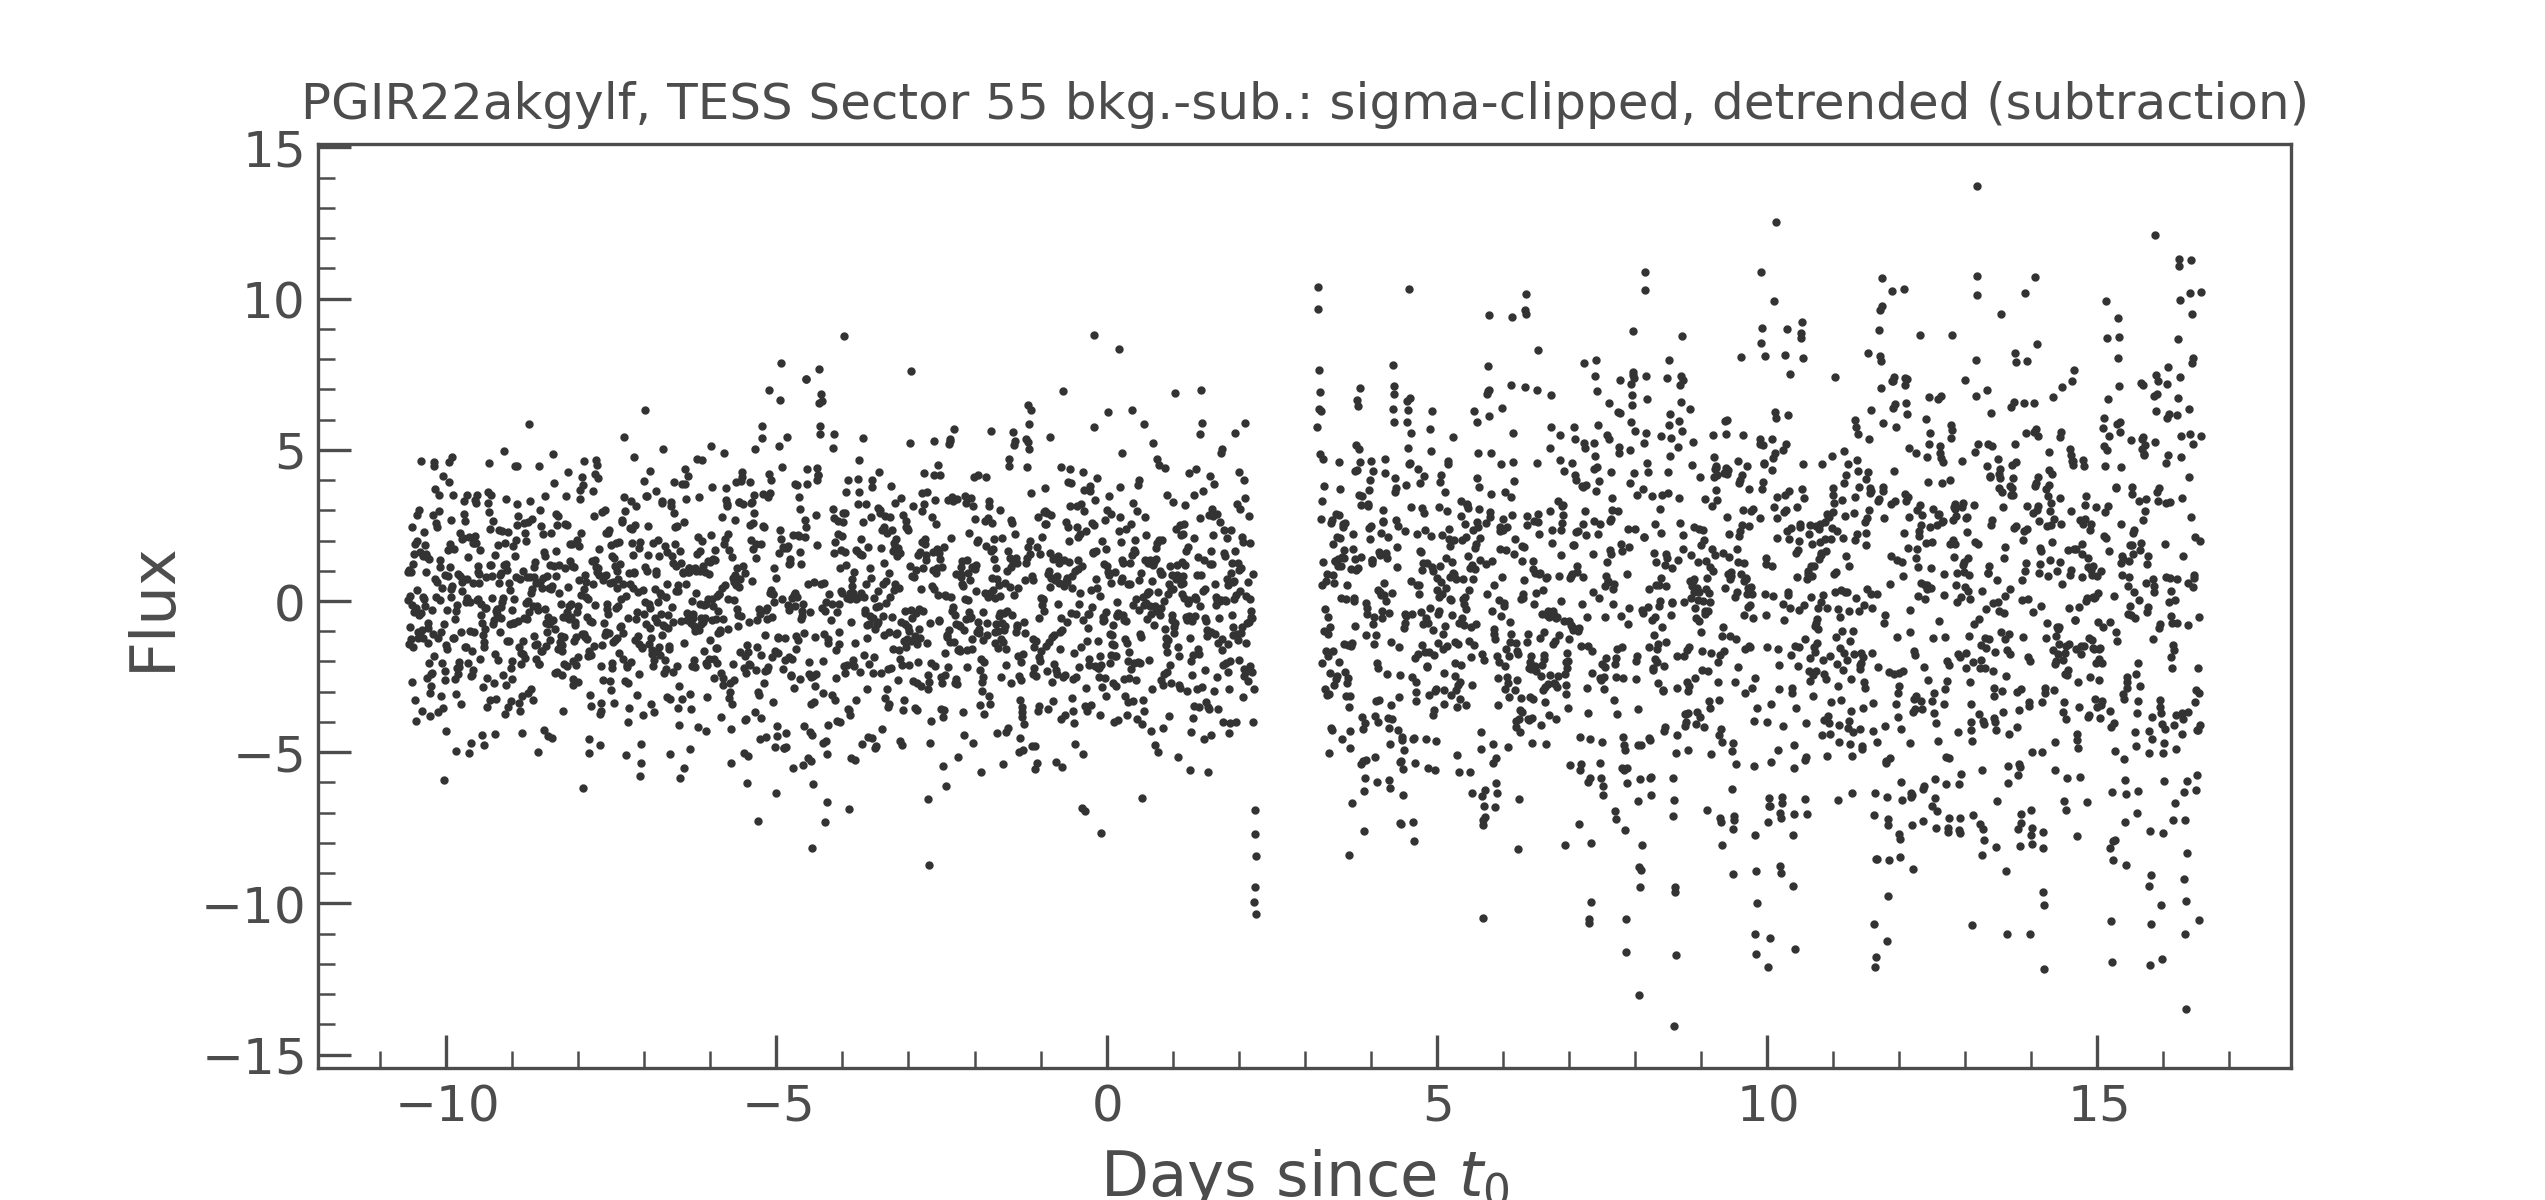 PGIR22akgylf, TESS Sector 55 bkg.-sub.: sigma-clipped, detrended (subtraction)
15
10
5
0
−5
−10
−15
Flux
−10 −5 0 5 10 15
Days since t0